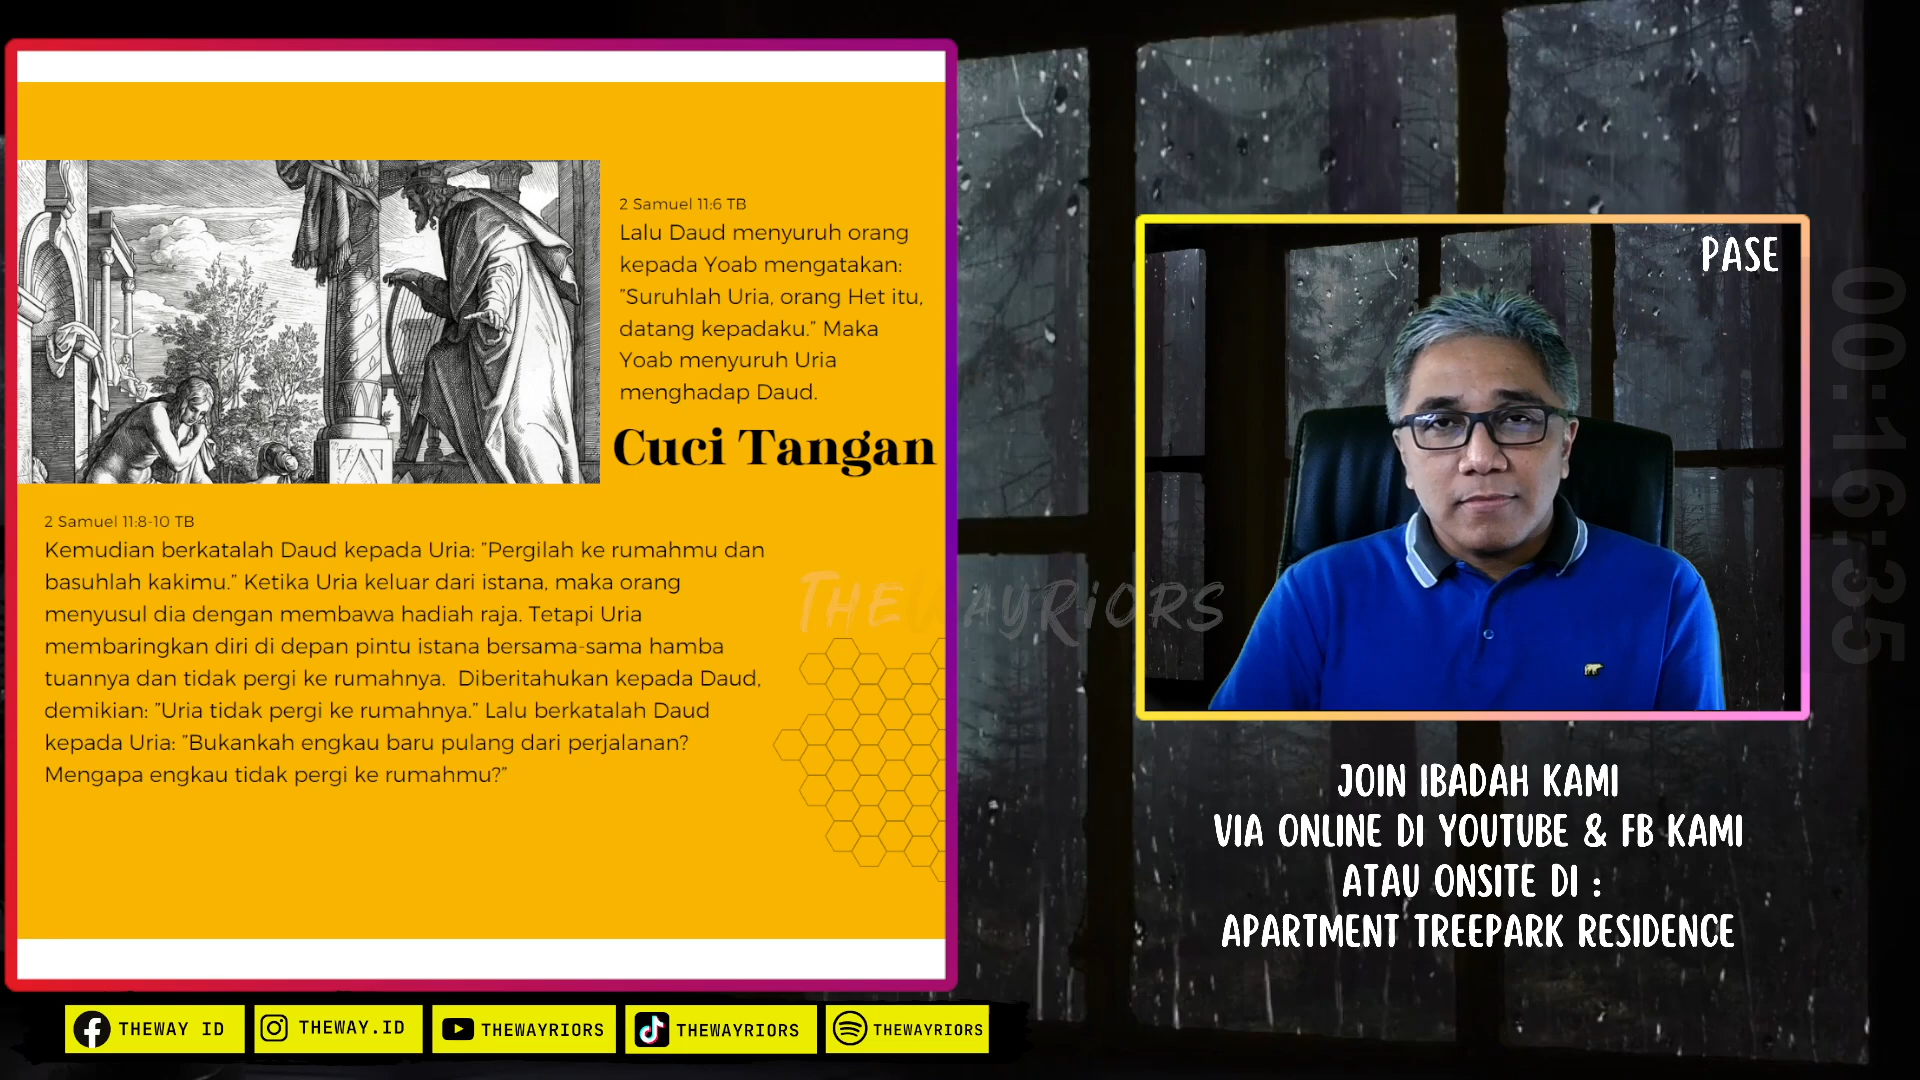 2 Samuel 11:6 TB
Lalu Daud menyuruh orang
kepada Yoab mengatakan:
"Suruhlah Uria, orang Het itu,
datang kepadaku." Maka
Yoab menyuruh Uria
menghadap Daud.
Cuci Tangan
2 Samuel 11:8-10 TB
Kemudian berkatalah Daud kepada Uria: "Pergilah ke rumahmu dan
basuhlah kakimu." Ketika Uria keluar dari istana, maka orang
menyusul dia dengan membawa hadiah raja. Tetapi Uria
membaringkan diri di depan pintu istana bersama-sama hamba
tuannya dan tidak pergi ke rumahnya.  Diberitahukan kepada Daud,
demikian: "Uria tidak pergi ke rumahnya." Lalu berkatalah Daud
kepada Uria: "Bukankah engkau baru pulang dari perjalanan?
Mengapa engkau tidak pergi ke rumahmu?"
THEWAYRIORS
PASE
00:16:35
JOIN IBADAH KAMI
VIA ONLINE DI YOUTUBE & FB KAMI
ATAU ONSITE DI :
APARTMENT TREEPARK RESIDENCE
THEWAY ID
THEWAY.ID
THEWAYRIORS
THEWAYRIORS
THEWAYRIORS